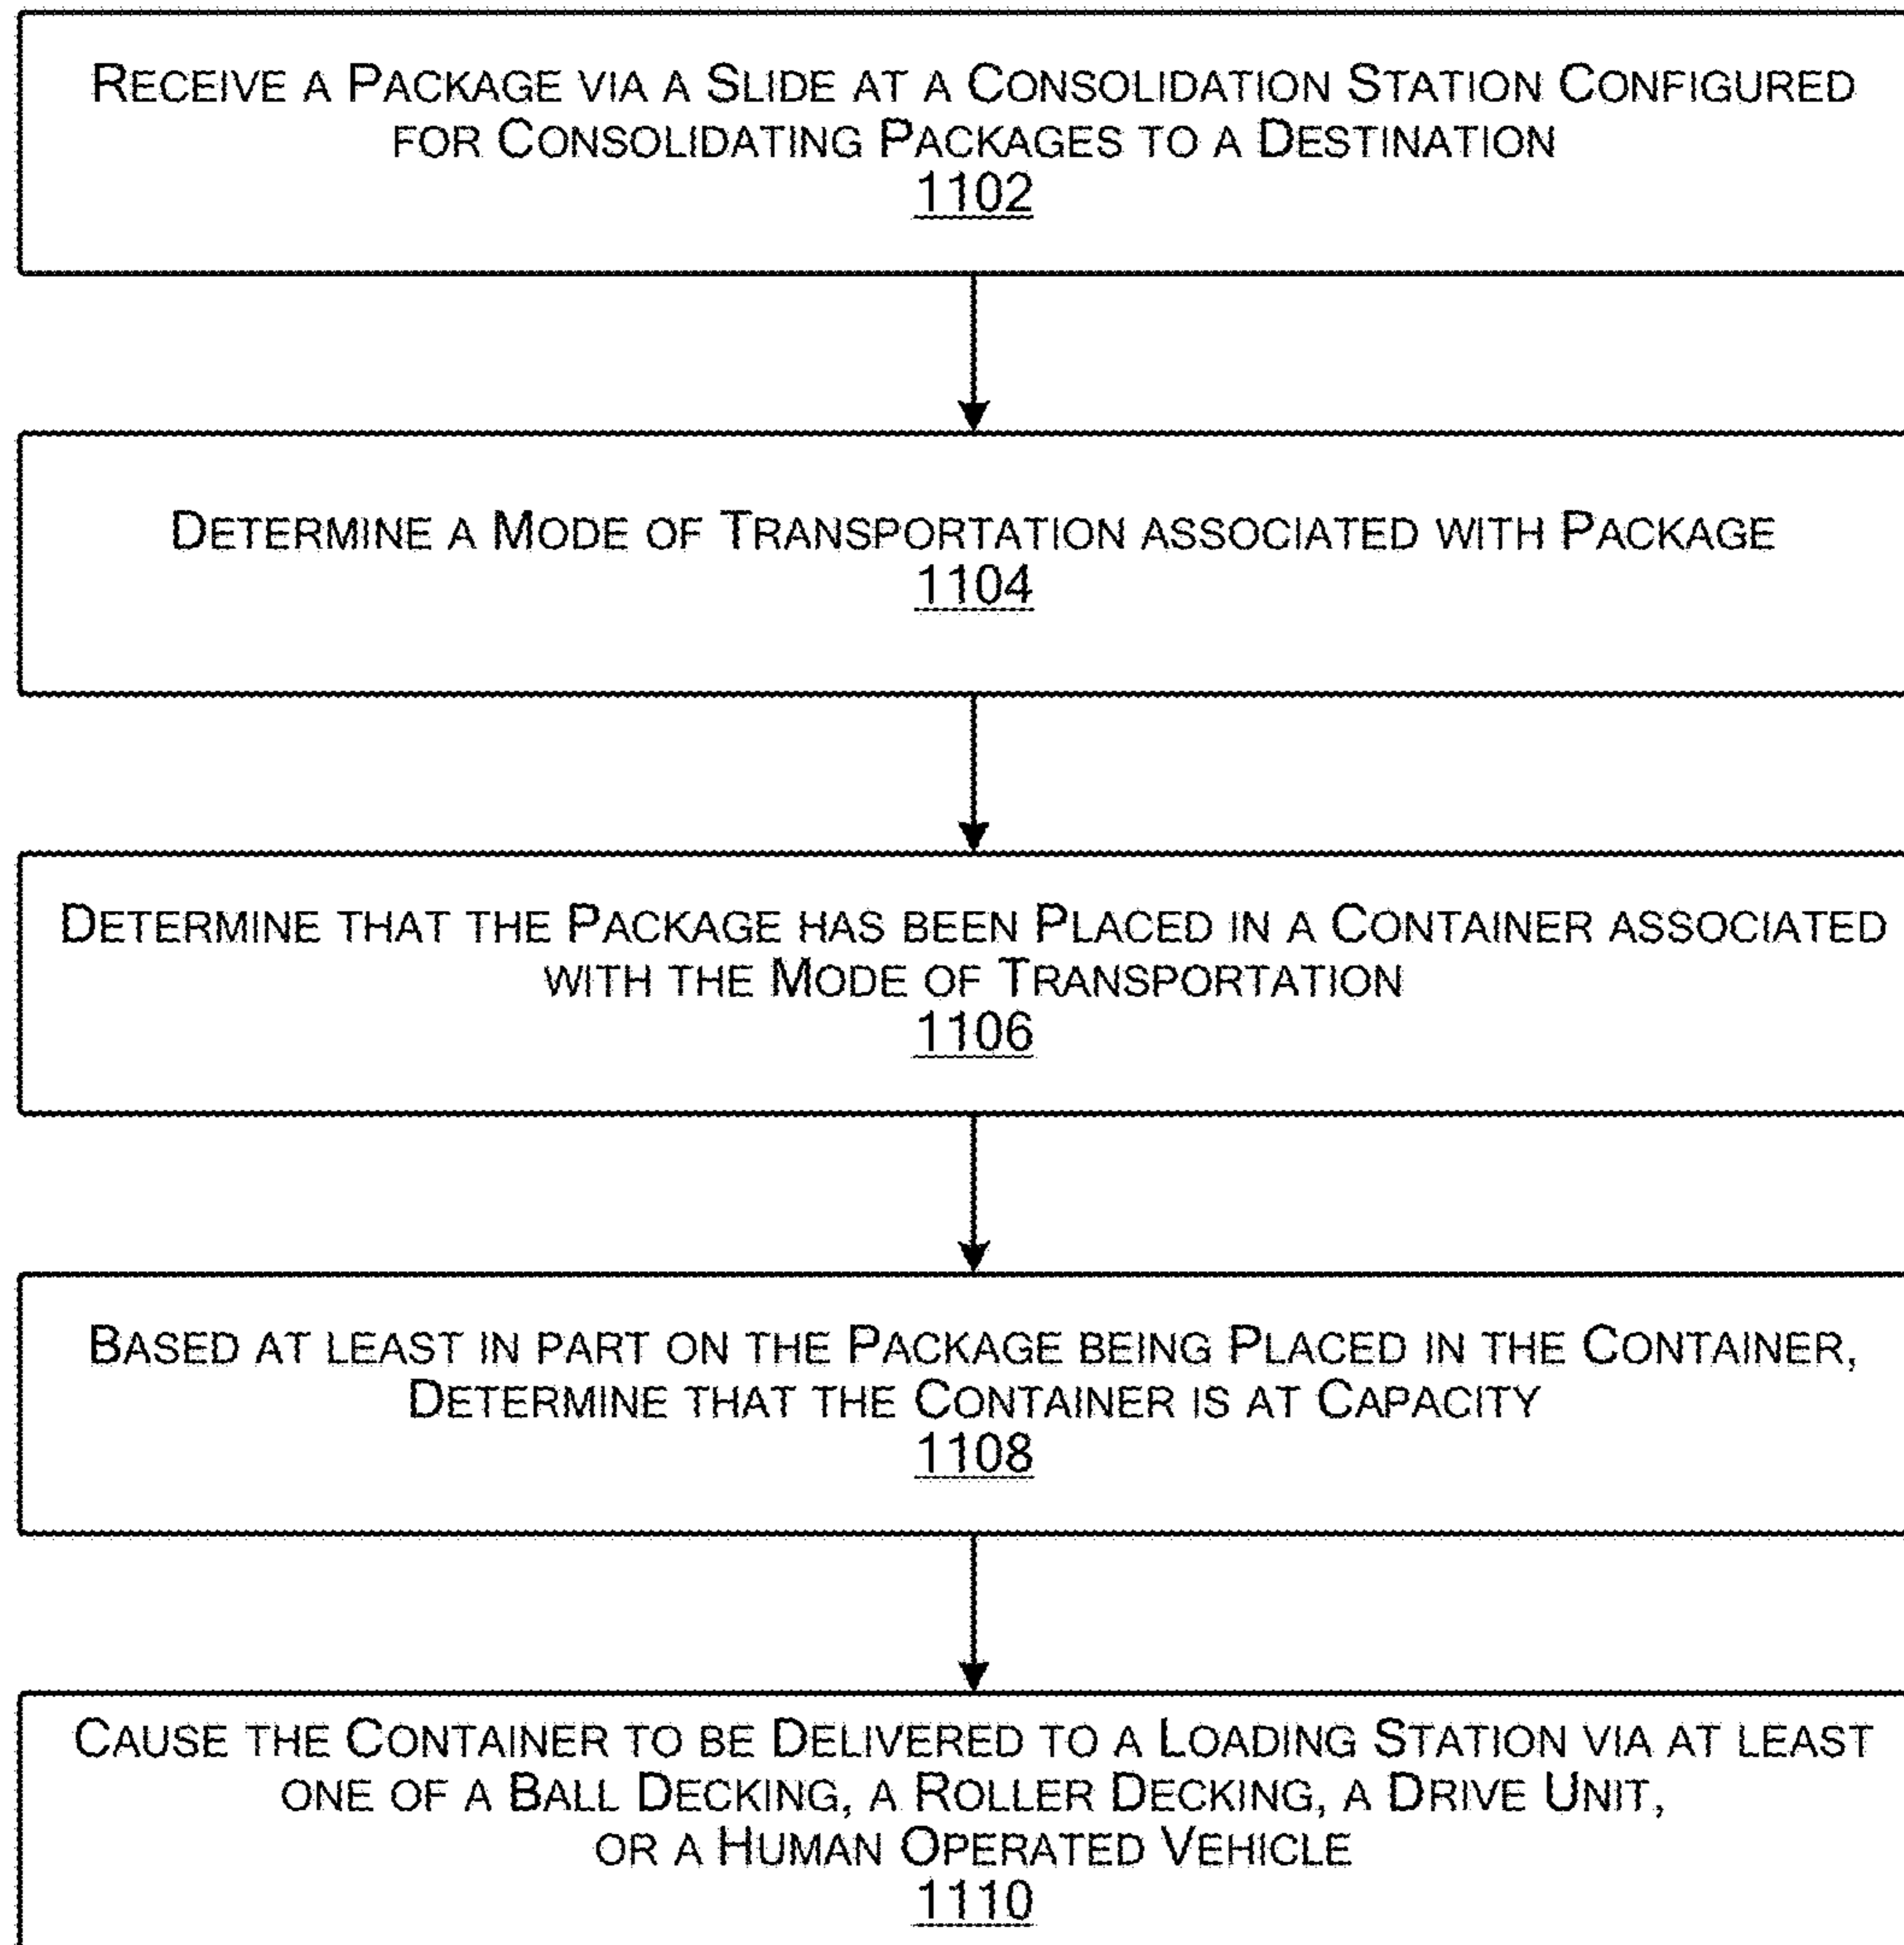 RECEIVE A PACKAGE VIA A SLIDE AT A CONSOLIDATION STATION CONFIGURED
FOR CONSOLIDATING PACKAGES TO A DESTINATION
1102
DETERMINE A MODE OF TRANSPORTATION ASSOCIATED WITH PACKAGE
1104
DETERMINE THAT THE PACKAGE HAS BEEN PLACED IN A CONTAINER ASSOCIATED
WITH THE MODE OF TRANSPORTATION
1106
BASED AT LEAST IN PART ON THE PACKAGE BEING PLACED IN THE CONTAINER,
DETERMINE THAT THE CONTAINER IS AT CAPACITY
1108
CAUSE THE CONTAINER TO BE DELIVERED TO A LOADING STATION VIA AT LEAST
ONE OF A BALL DECKING, A ROLLER DECKING, A DRIVE UNIT,
OR A HUMAN OPERATED VEHICLE
1110